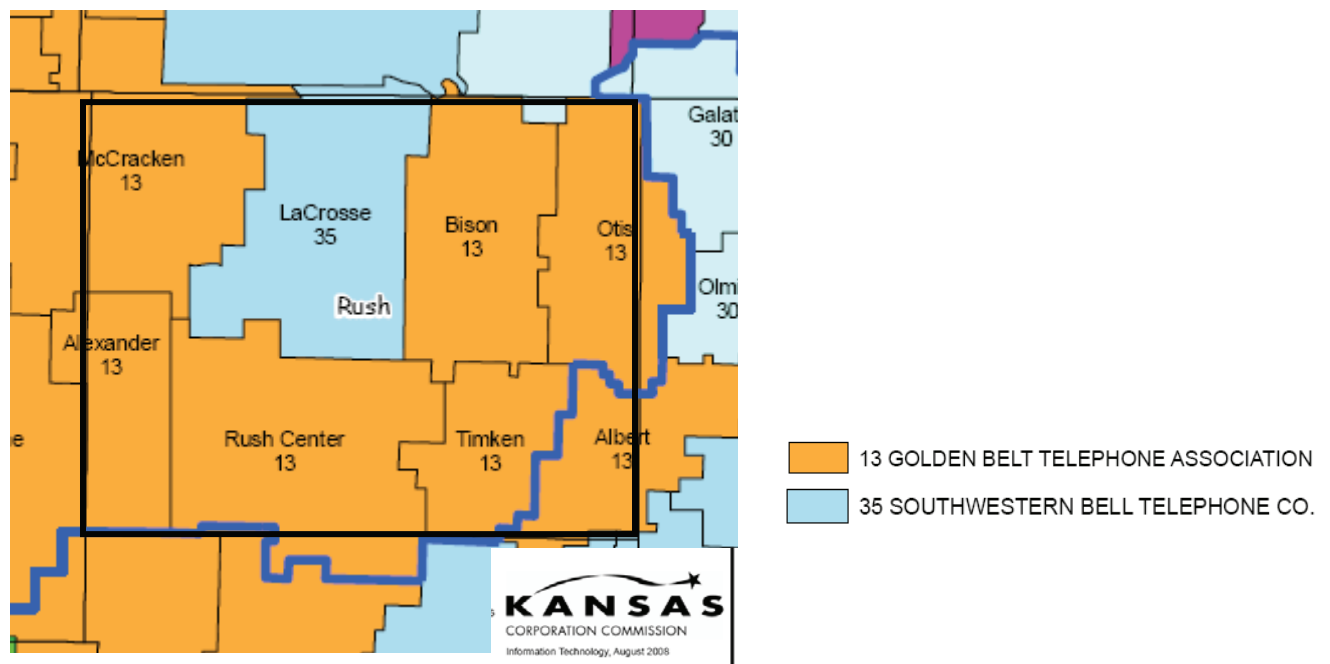 Galat
30
McCracken
13
LaCrosse
35
Bison
13
Otis
13
Olm
30
Rush
Alexander
13
e
Rush Center
13
Timken
13
Albert
13
13 GOLDEN BELT TELEPHONE ASSOCIATION
35 SOUTHWESTERN BELL TELEPHONE CO.
s
KANSAS
CORPORATION COMMISSION
Information Technology, August 2008